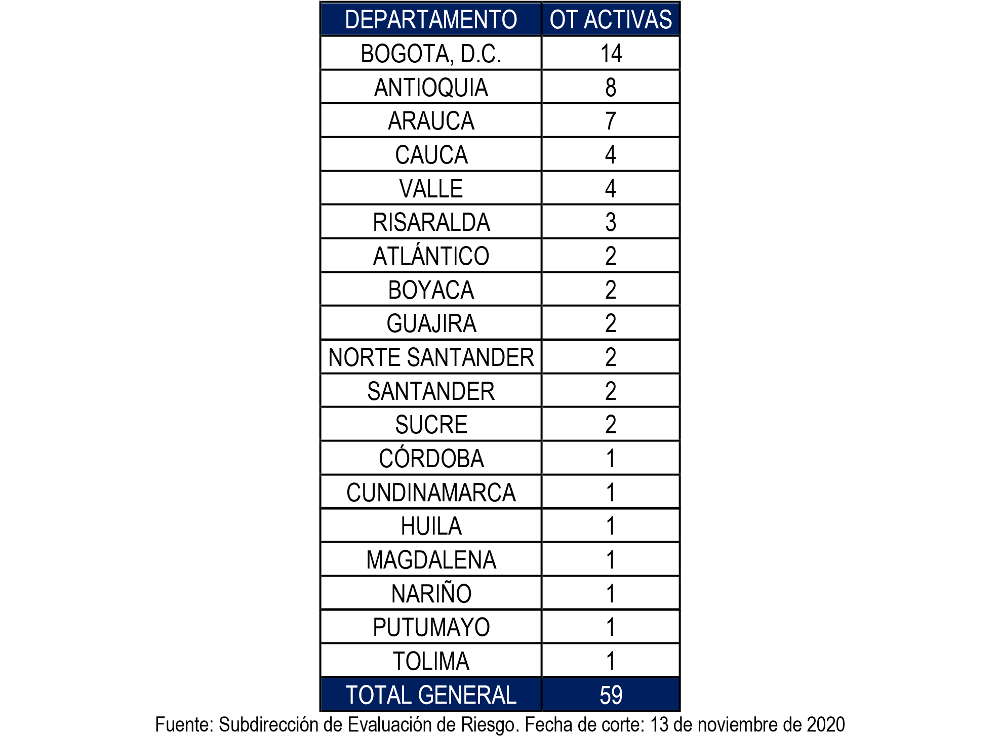 DEPARTAMENTO OT ACTIVAS
BOGOTA, D.C. 14
ANTIOQUIA 8
ARAUCA 7
CAUCA 4
VALLE 4
RISARALDA 3
ATLÁNTICO 2
BOYACA 2
GUAJIRA 2
NORTE SANTANDER 2
SANTANDER 2
SUCRE 2
CÓRDOBA 1
CUNDINAMARCA 1
HUILA 1
MAGDALENA 1
NARIÑO 1
PUTUMAYO 1
TOLIMA 1
TOTAL GENERAL 59
Fuente: Subdirección de Evaluación de Riesgo. Fecha de corte: 13 de noviembre de 2020